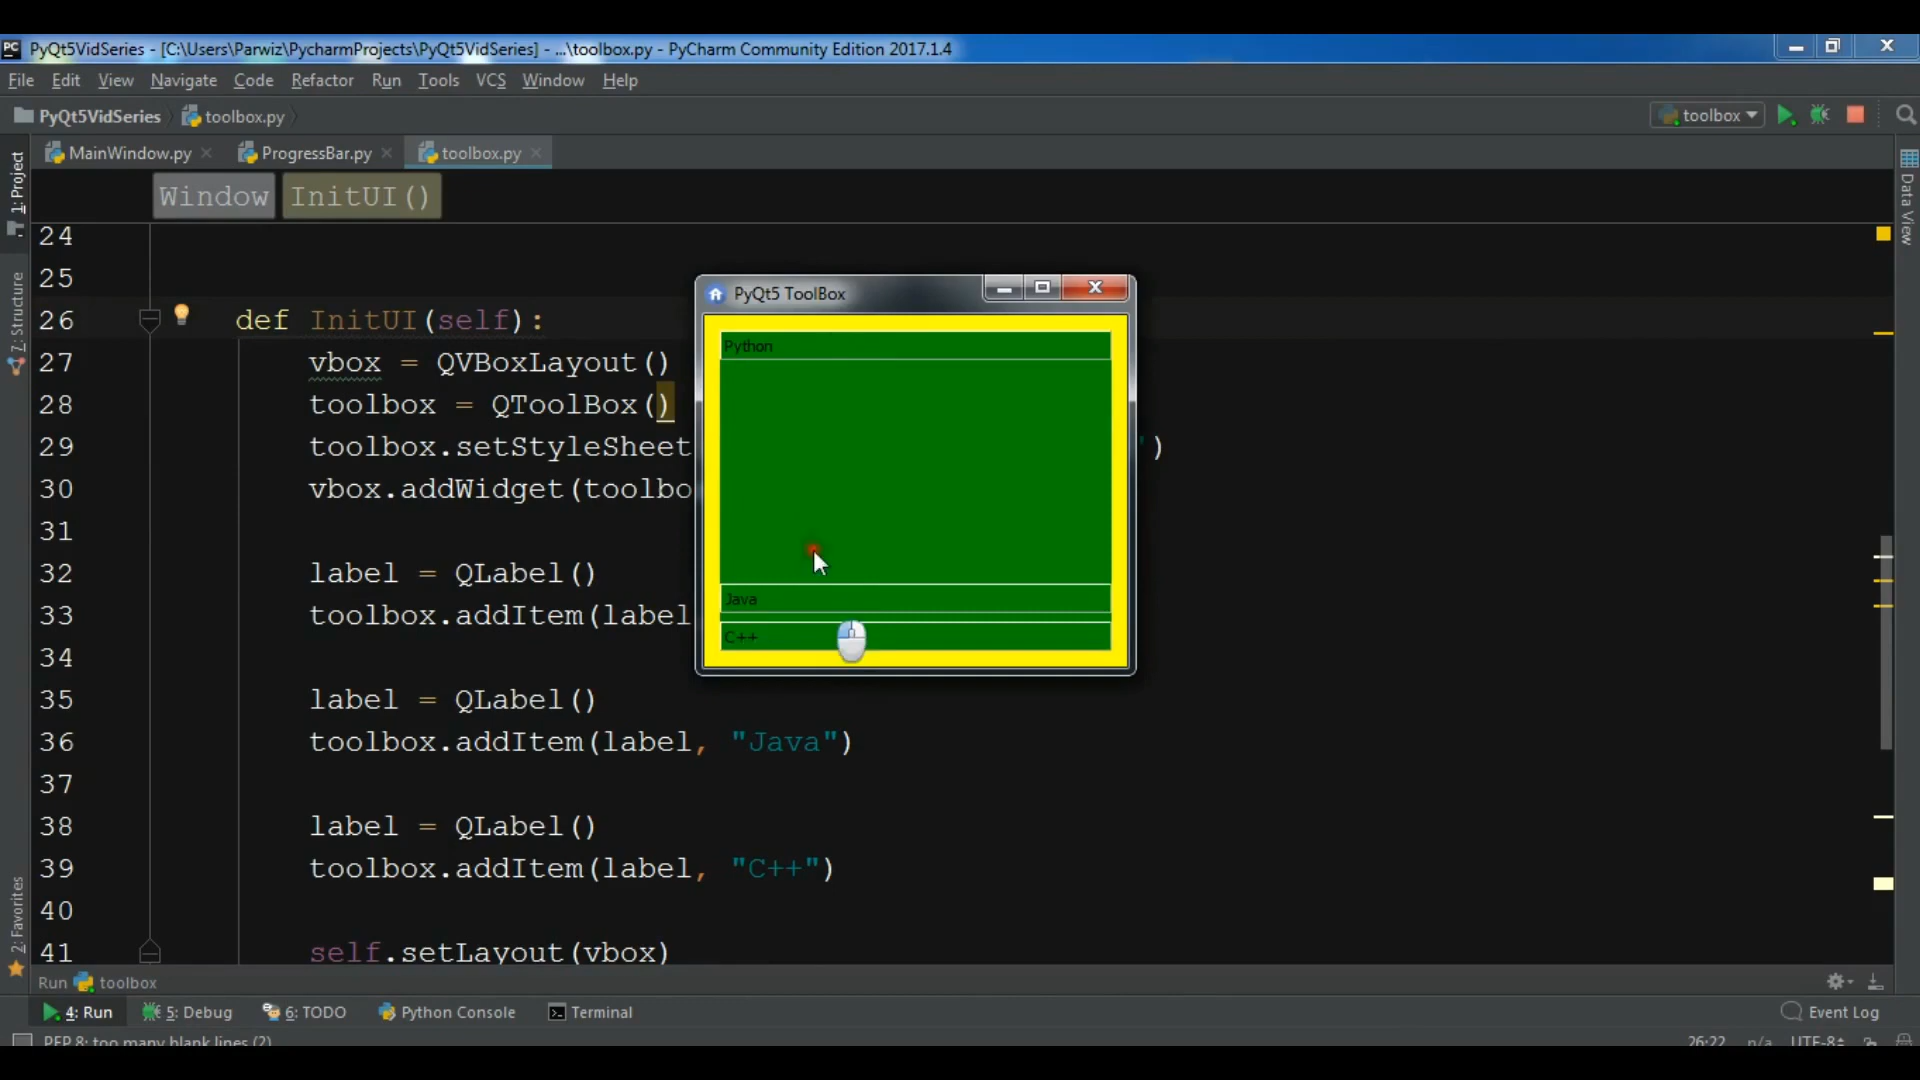 PyQt5VidSeries - [C:\Users\Parwiz\PycharmProjects\PyQt5VidSeries] - ...\toolbox.py - PyCharm Community Edition 2017.1.4
File Edit View Navigate Code Refactor Run Tools VCS Window Help
PyQt5VidSeries toolbox.py toolbox
MainWindow.py ProgressBar.py toolbox.py
Window InitUI()
1: Project
7: Structure
2: Favorites
Data View
24
25
26 def InitUI(self):
27 vbox = QVBoxLayout()
28 toolbox = QToolBox()
29 toolbox.setStyleSheet ')
30 vbox.addWidget(toolbo
31
32 label = QLabel()
33 toolbox.addItem(label
34
35 label = QLabel()
36 toolbox.addItem(label, "Java")
37
38 label = QLabel()
39 toolbox.addItem(label, "C++")
40
41 self.setLayout(vbox)
PyQt5 ToolBox
Python
Java
C++
Run toolbox
4: Run 5: Debug 6: TODO Python Console Terminal Event Log
PEP 8: too many blank lines (2) 26:22 n/a UTF-8